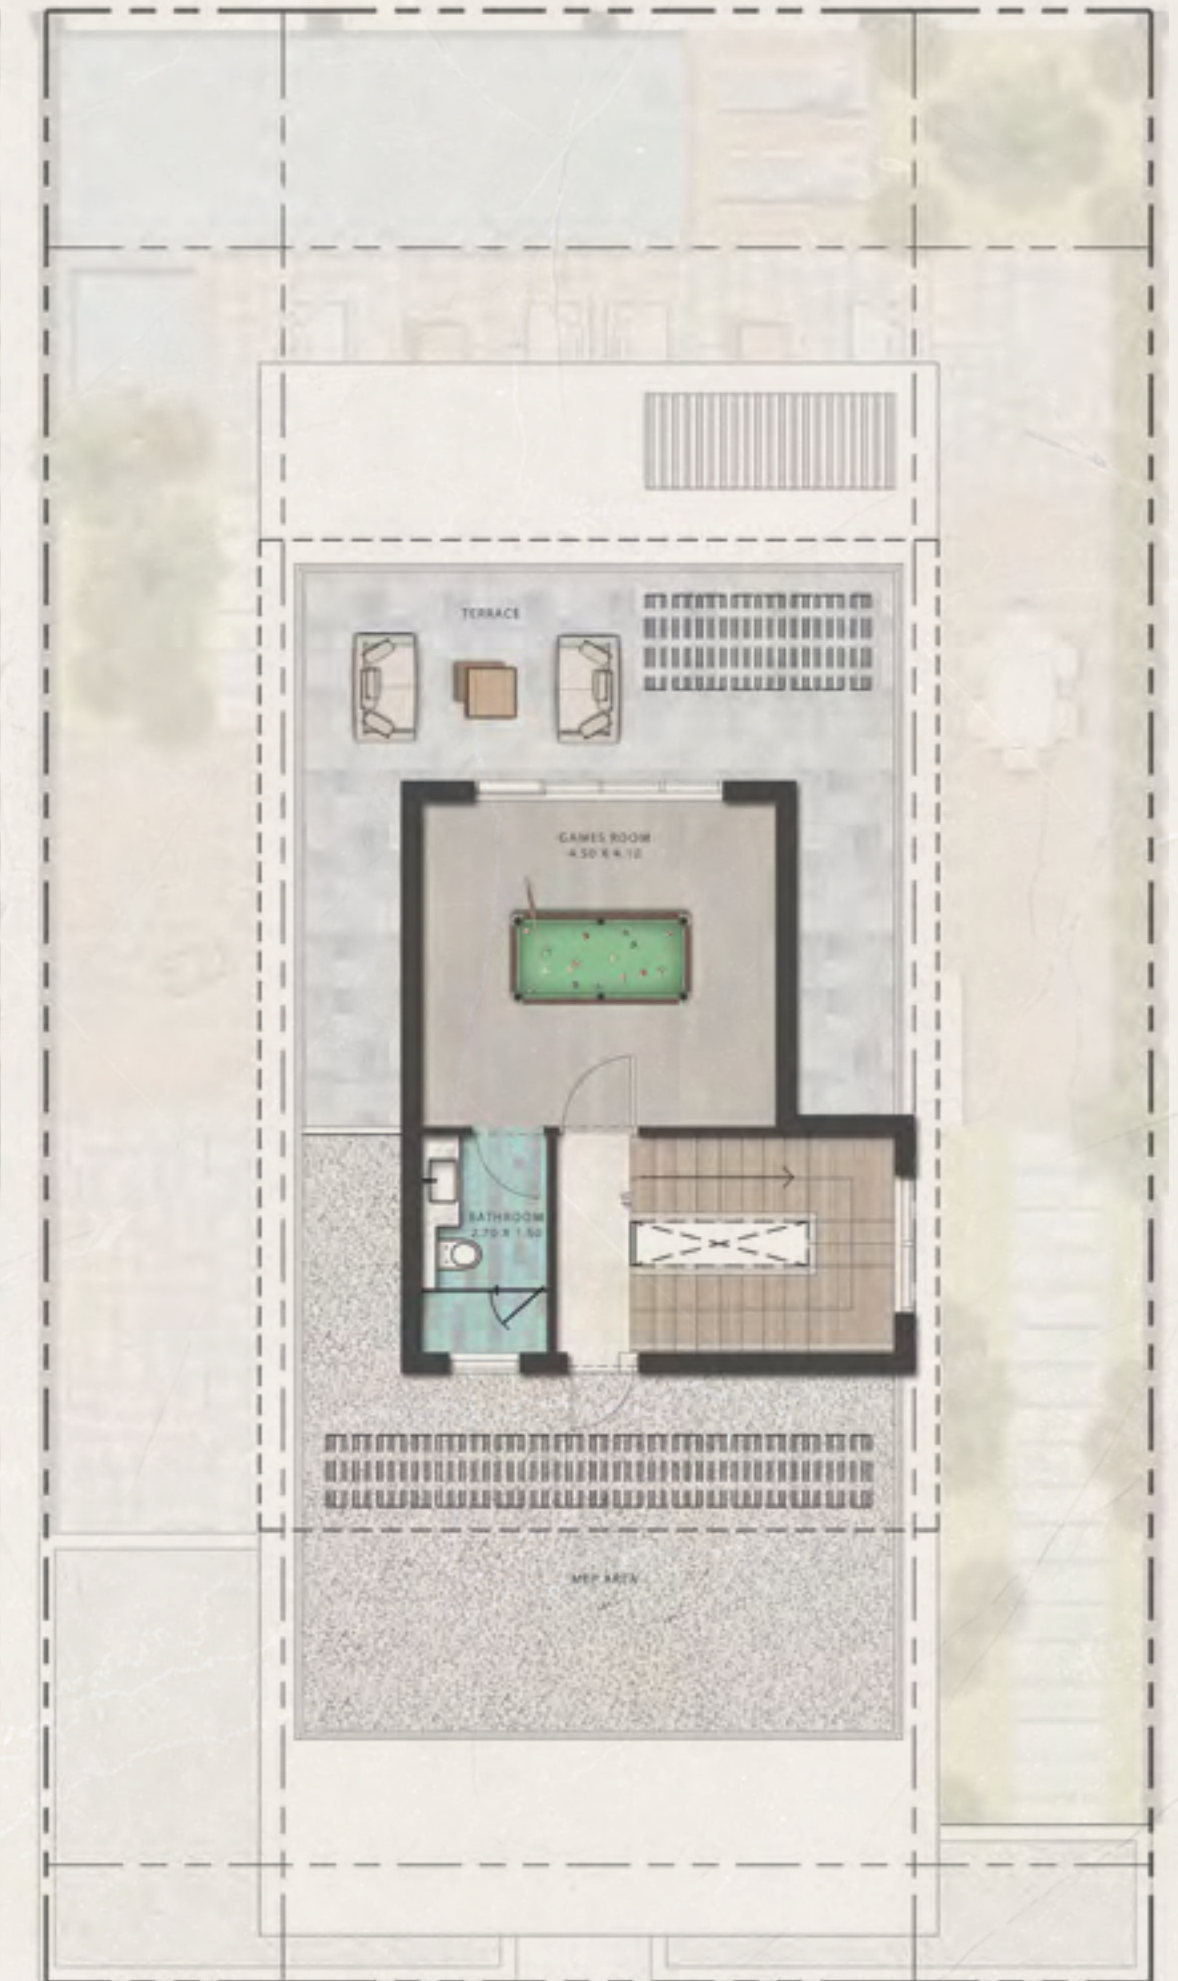 TERRACE
GAMES ROOM
4.50 X 4.10
BATHROOM
2.70 X 1.50
MEP AREA